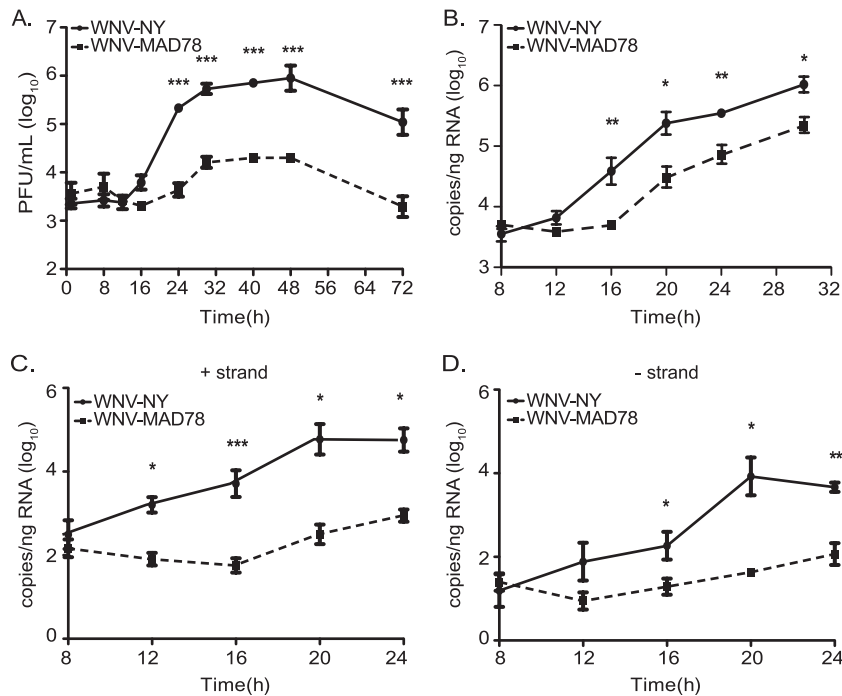 A.
WNV-NY
WNV-MAD78
*** *** *** *** ***
PFU/mL (log10)
7
6
5
4
3
2
0 8 16 24 32 40 48 56 64 72
Time(h)
B.
WNV-NY
WNV-MAD78
** * ** *
copies/ng RNA (log10)
7
6
5
4
3
8 12 16 20 24 28 32
Time(h)
C.
+ strand
WNV-NY
WNV-MAD78
* *** * *
copies/ng RNA (log10)
6
4
2
0
8 12 16 20 24
Time(h)
D.
- strand
WNV-NY
WNV-MAD78
* * **
copies/ng RNA (log10)
6
4
2
0
8 12 16 20 24
Time(h)